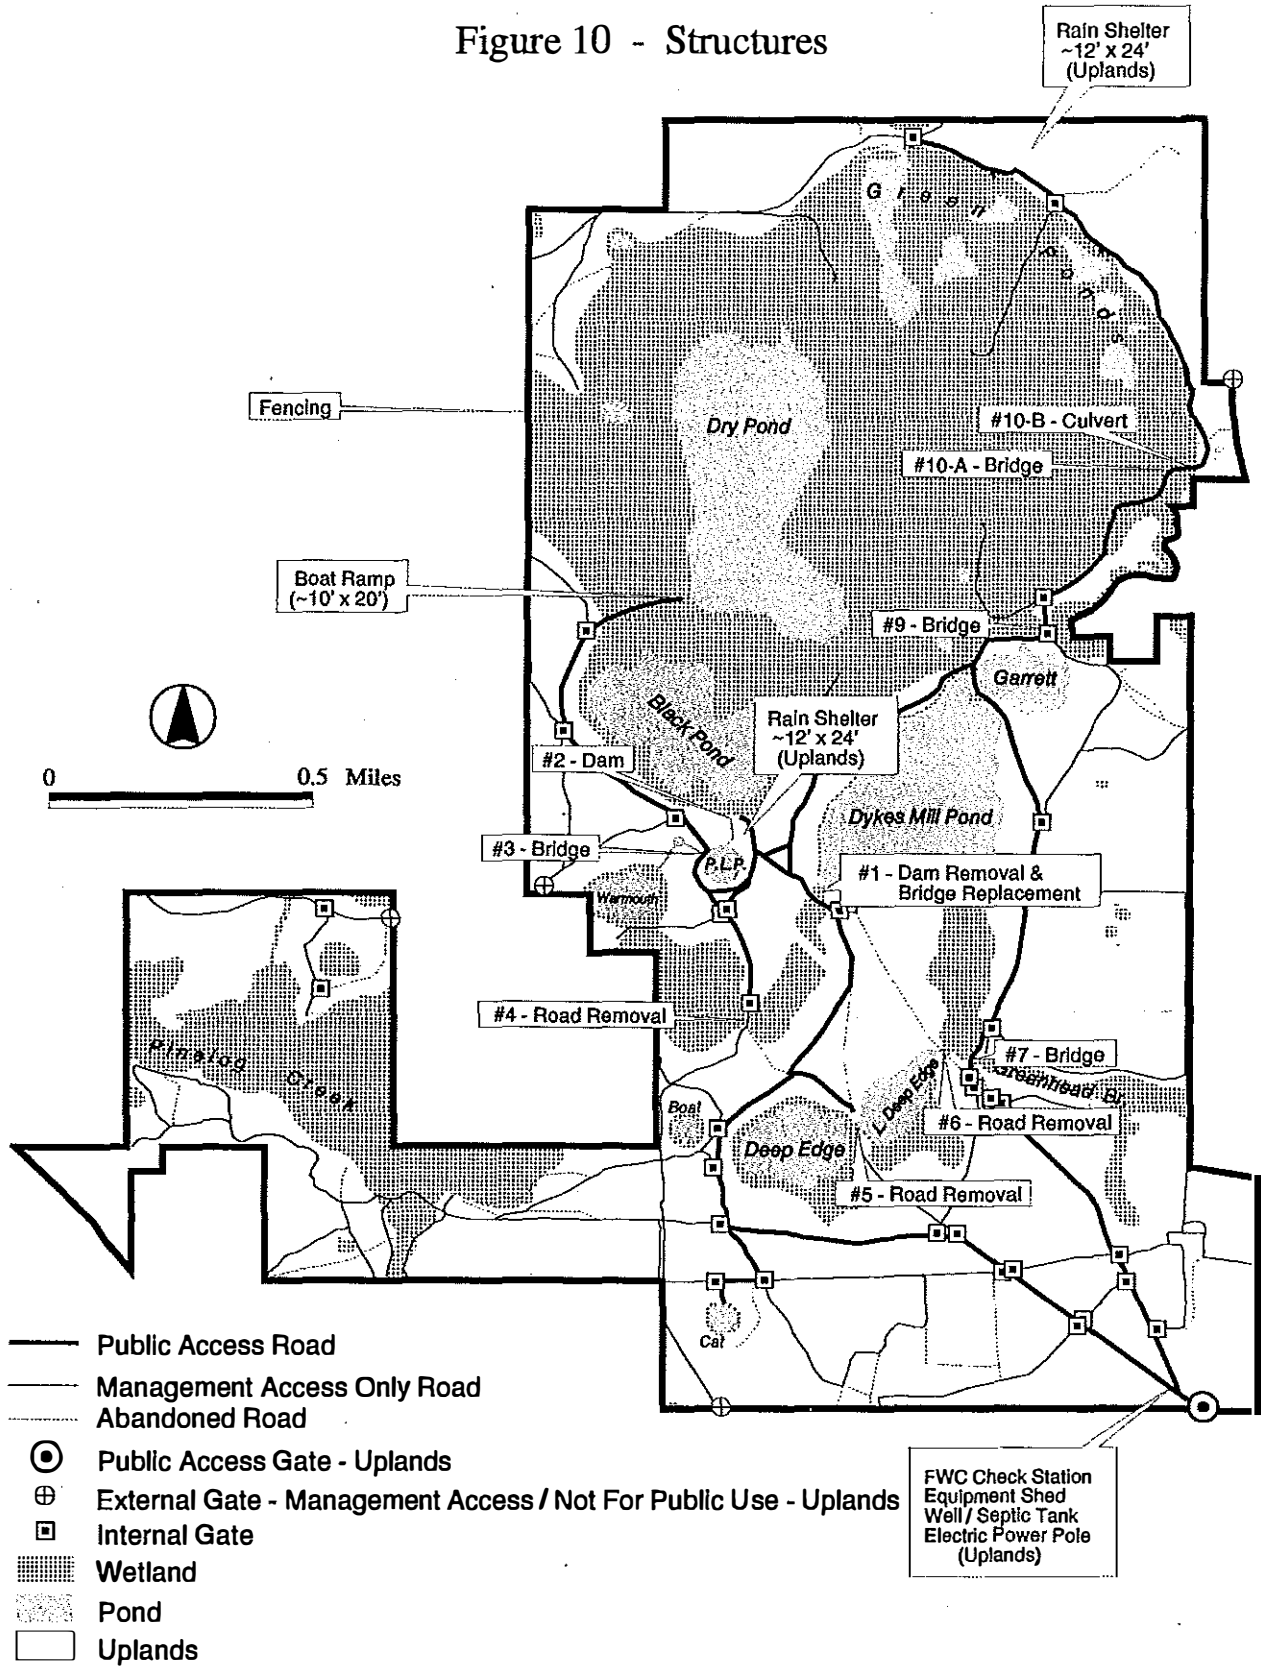 Figure 10 - Structures
Rain Shelter
~12' x 24'
(Uplands)
Green Ponds
Fencing
Dry Pond
#10-B - Culvert
#10-A - Bridge
Boat Ramp
(~10' x 20')
#9 - Bridge
Garrett
Black Pond
Rain Shelter
~12' x 24'
(Uplands)
#2 - Dam
0 0.5 Miles
Dykes Mill Pond
#3 - Bridge
P.L.P.
#1 - Dam Removal &
Bridge Replacement
Warmouth
#4 - Road Removal
#7 - Bridge
Pinelog Creek
Greenhead Br.
L. Deep Edge
Boat
#6 - Road Removal
Deep Edge
#5 - Road Removal
Cat
Public Access Road
Management Access Only Road
Abandoned Road
Public Access Gate - Uplands
External Gate - Management Access / Not For Public Use - Uplands
Internal Gate
Wetland
Pond
Uplands
FWC Check Station
Equipment Shed
Well / Septic Tank
Electric Power Pole
(Uplands)